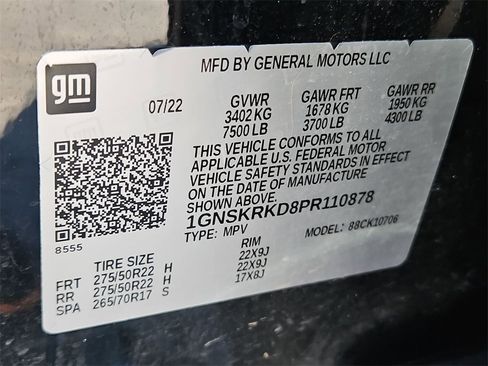 MFD BY GENERAL MOTORS LLC
gm
07/22 GVWR GAWR FRT GAWR RR
3402 KG 1678 KG 1950 KG
7500 LB 3700 LB 4300 LB
THIS VEHICLE CONFORMS TO ALL
APPLICABLE U.S. FEDERAL MOTOR
VEHICLE SAFETY STANDARDS IN EFFECT
ON THE DATE OF MANUFACTURE
SHOWN ABOVE.
1GNSKRKD8PR110878
8555 TYPE: MPV MODEL: 88CK10706
TIRE SIZE RIM
FRT 275/50R22 H 22X9J
RR 275/50R22 H 22X9J
SPA 265/70R17 S 17X8J